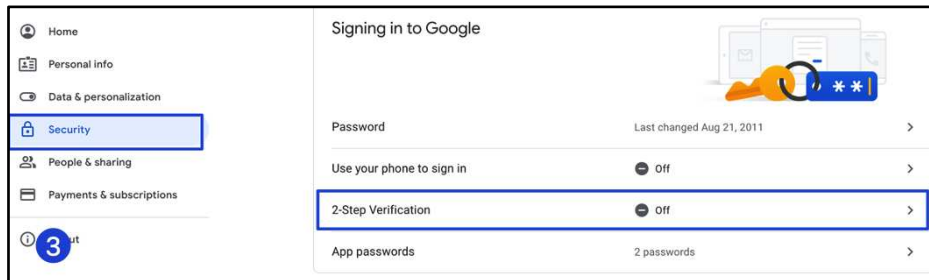 Home
Personal info
Data & personalization
Security
People & sharing
Payments & subscriptions
3 ut
Signing in to Google
**
Password Last changed Aug 21, 2011
Use your phone to sign in Off
2-Step Verification Off
App passwords 2 passwords